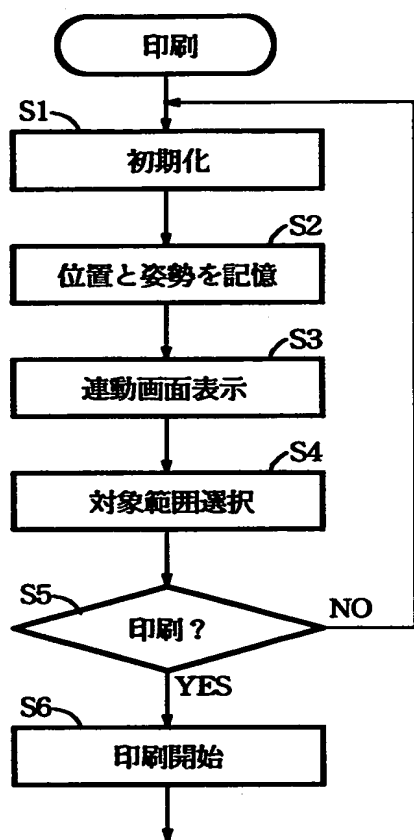 印刷
S1
初期化
S2
位置と姿勢を記憶
S3
連動画面表示
S4
対象範囲選択
S5
印刷？
NO
YES
S6
印刷開始